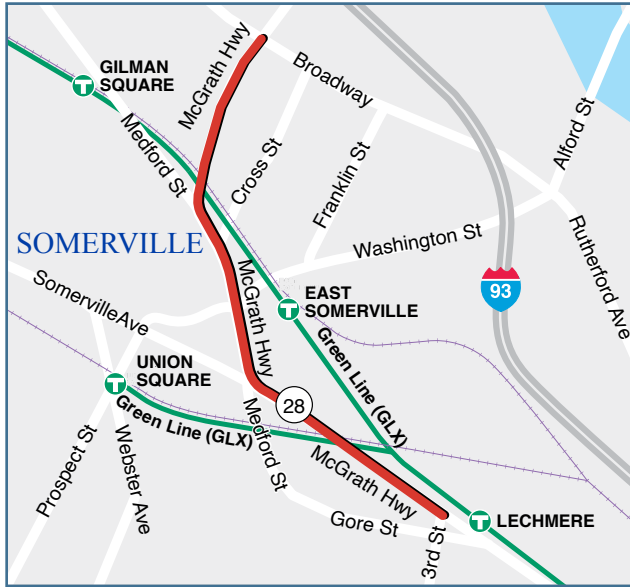 McGrath Hwy
GILMAN
SQUARE
T
Broadway
Medford St
Cross St
Franklin St
Alford St
SOMERVILLE
Washington St
Rutherford Ave
93
SomervilleAve
McGrath Hwy
T
EAST
SOMERVILLE
Green Line (GLX)
UNION
SQUARE
T
28
Green Line (GLX)
Medford St
McGrath Hwy
Prospect St
Webster Ave
Gore St
3rd St
T
LECHMERE